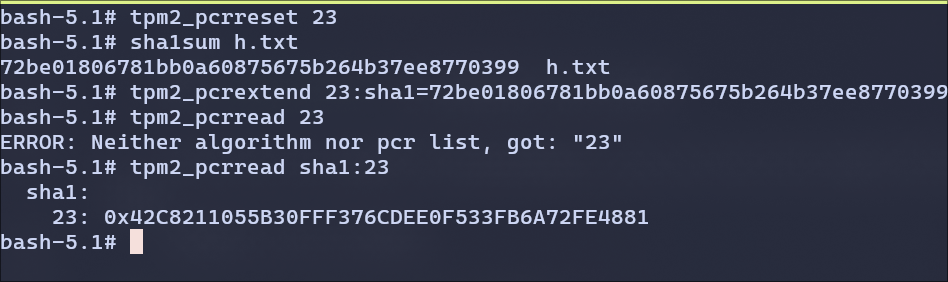 bash-5.1# tpm2_pcrreset 23
bash-5.1# sha1sum h.txt
72be01806781bb0a60875675b264b37ee8770399  h.txt
bash-5.1# tpm2_pcrextend 23:sha1=72be01806781bb0a60875675b264b37ee8770399
bash-5.1# tpm2_pcrread 23
ERROR: Neither algorithm nor pcr list, got: "23"
bash-5.1# tpm2_pcrread sha1:23
  sha1:
    23: 0x42C8211055B30FFF376CDEE0F533FB6A72FE4881
bash-5.1#